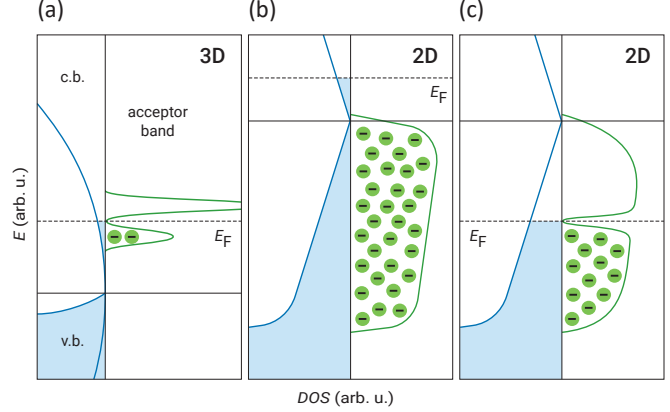 (a)
(b)
(c)
c.b.
3D
acceptor
band
E_F
v.b.
2D
E_F
2D
E_F
E (arb. u.)
DOS (arb. u.)